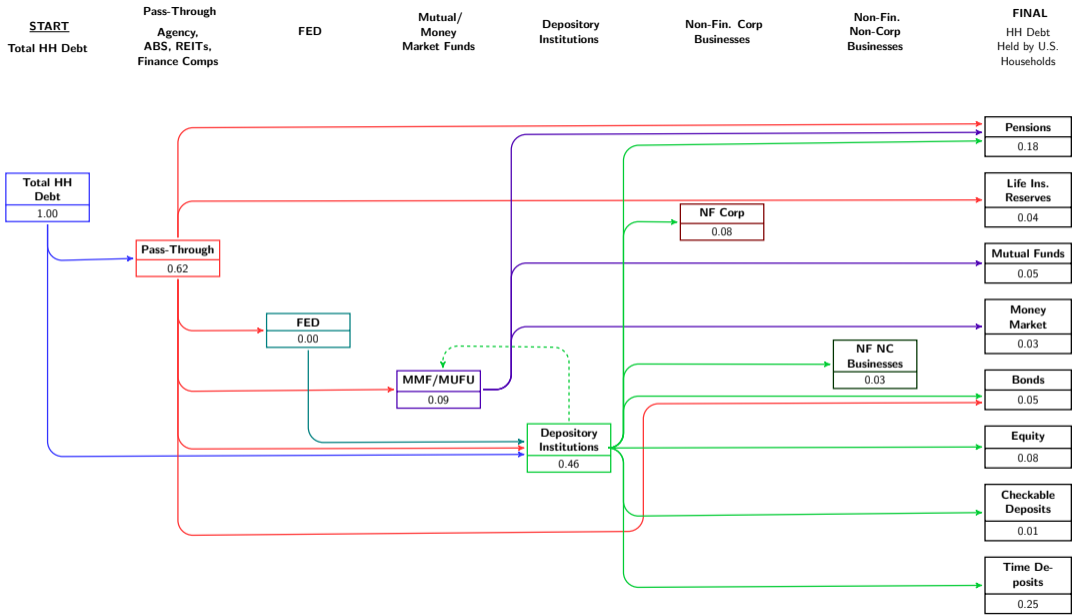 START
Total HH Debt
Pass-Through
Agency,
ABS, REITs,
Finance Comps
FED
Mutual/
Money
Market Funds
Depository
Institutions
Non-Fin. Corp
Businesses
Non-Fin.
Non-Corp
Businesses
FINAL
HH Debt
Held by U.S.
Households
Total HH
Debt
1.00
Pass-Through
0.62
FED
0.00
MMF/MUFU
0.09
Depository
Institutions
0.46
NF Corp
0.08
NF NC
Businesses
0.03
Pensions
0.18
Life Ins.
Reserves
0.04
Mutual Funds
0.05
Money
Market
0.03
Bonds
0.05
Equity
0.08
Checkable
Deposits
0.01
Time De-
posits
0.25